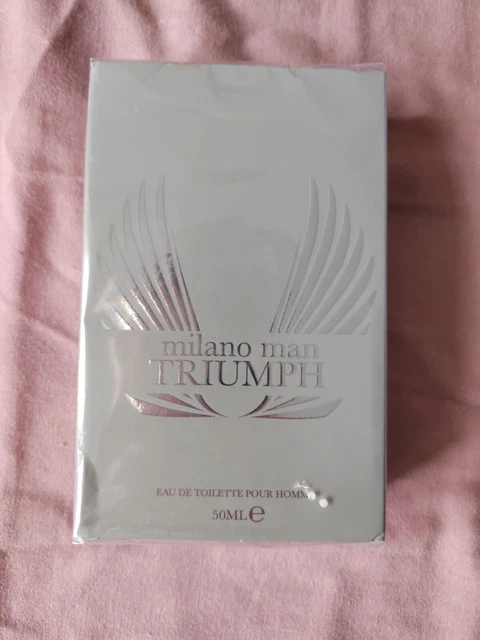 milano man
TRIUMPH
EAU DE TOILETTE POUR HOMME
50ML ℮